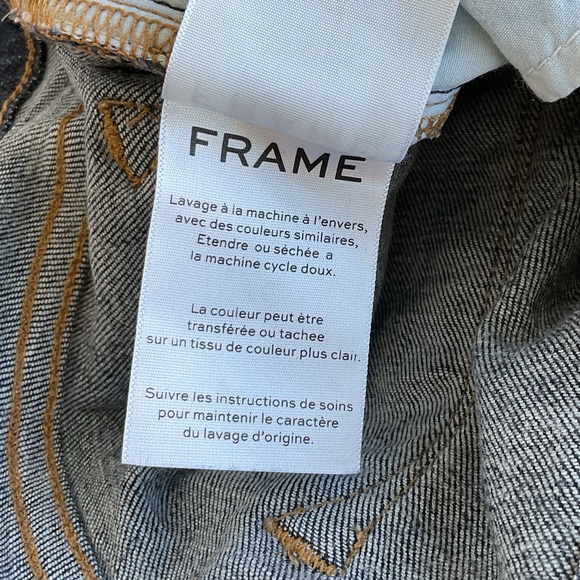 FRAME
Lavage à la machine à l'envers,
avec des couleurs similaires,
Etendre ou séchée a
la machine cycle doux.
La couleur peut ètre
transférée ou tachee
sur un tissu de couleur plus clair.
Suivre les instructions de soins
pour maintenir le caractère
du lavage d'origine.